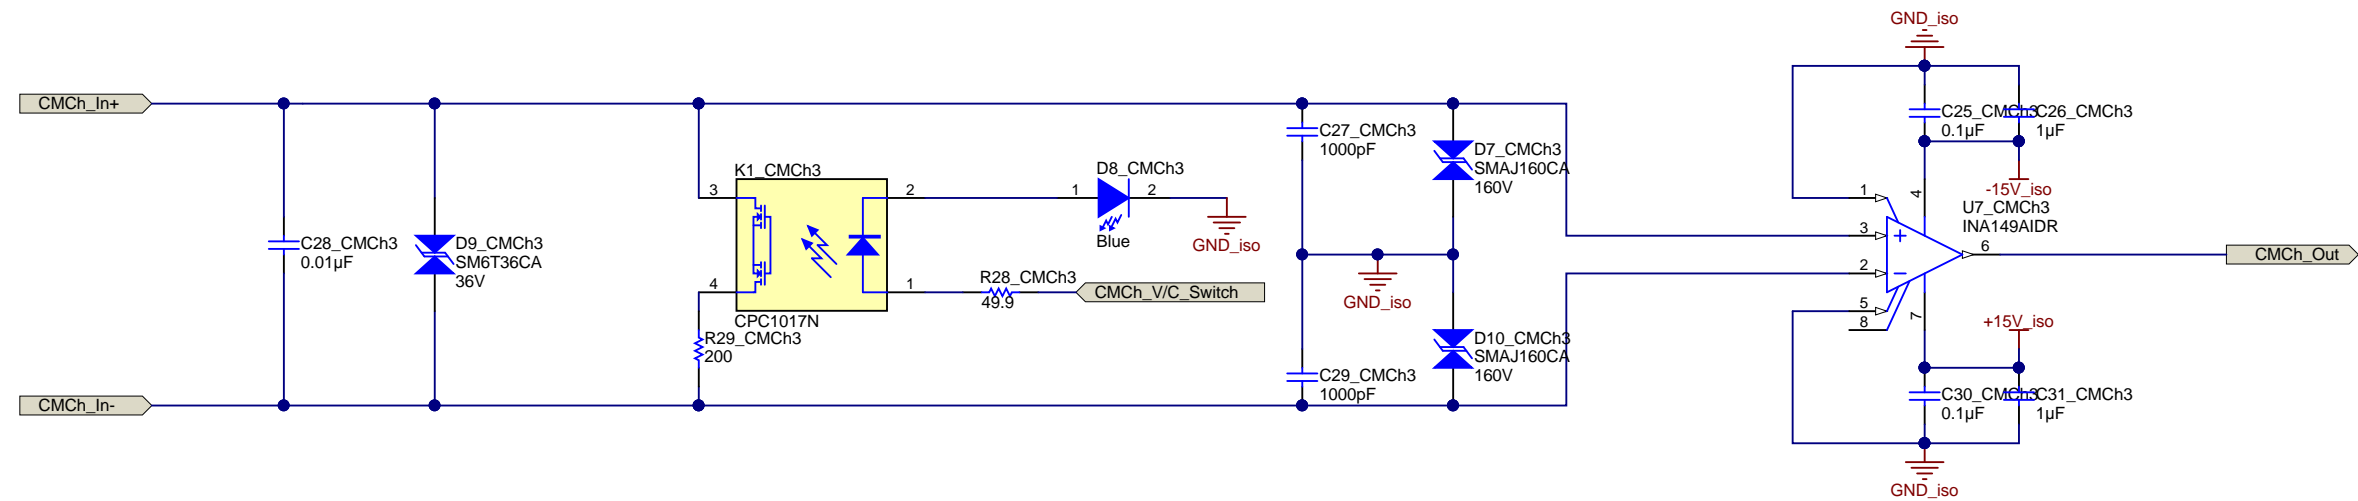 GND_iso
CMCh_In+
C27_CMCh3
1000pF
C25_CMCh3
0.1µF
C26_CMCh3
1µF
D7_CMCh3
SMAJ160CA
160V
K1_CMCh3
D8_CMCh3
3
2
1
2
Blue
GND_iso
4
1
CPC1017N
R28_CMCh3
49.9
CMCh_V/C_Switch
C28_CMCh3
0.01µF
D9_CMCh3
SM6T36CA
36V
R29_CMCh3
200
GND_iso
-15V_iso
U7_CMCh3
INA149AIDR
1
3
2
5
8
4
7
6
CMCh_Out
+15V_iso
D10_CMCh3
SMAJ160CA
160V
C29_CMCh3
1000pF
CMCh_In-
C30_CMCh3
0.1µF
C31_CMCh3
1µF
GND_iso